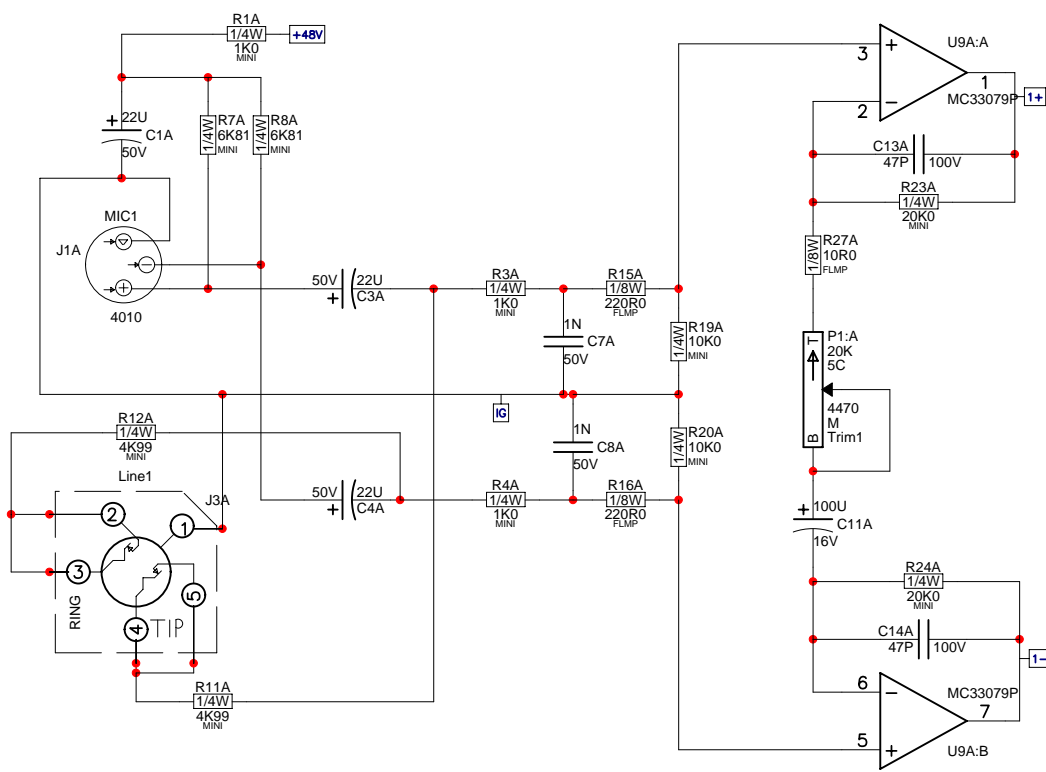 R1A
1/4W
1K0
MINI
+48V
+
22U
C1A
50V
R7A
1/4W
6K81
MINI
R8A
1/4W
6K81
MINI
MIC1
J1A
4010
50V
+
22U
C3A
R3A
1/4W
1K0
MINI
R15A
1/8W
220R0
FLMP
1N
C7A
50V
R19A
1/4W
10K0
MINI
IG
1N
C8A
50V
R20A
1/4W
10K0
MINI
R12A
1/4W
4K99
MINI
Line1
J3A
50V
+
22U
C4A
R4A
1/4W
1K0
MINI
R16A
1/8W
220R0
FLMP
2
1
3
5
4
RING
TIP
R11A
1/4W
4K99
MINI
U9A:A
3
+
2
−
1
MC33079P
1+
C13A
47P
100V
R23A
1/4W
20K0
MINI
R27A
1/8W
10R0
FLMP
P1:A
20K
5C
T
B
4470
M
Trim1
+
100U
C11A
16V
R24A
1/4W
20K0
MINI
C14A
47P
100V
1−
MC33079P
6
−
7
5
+
U9A:B